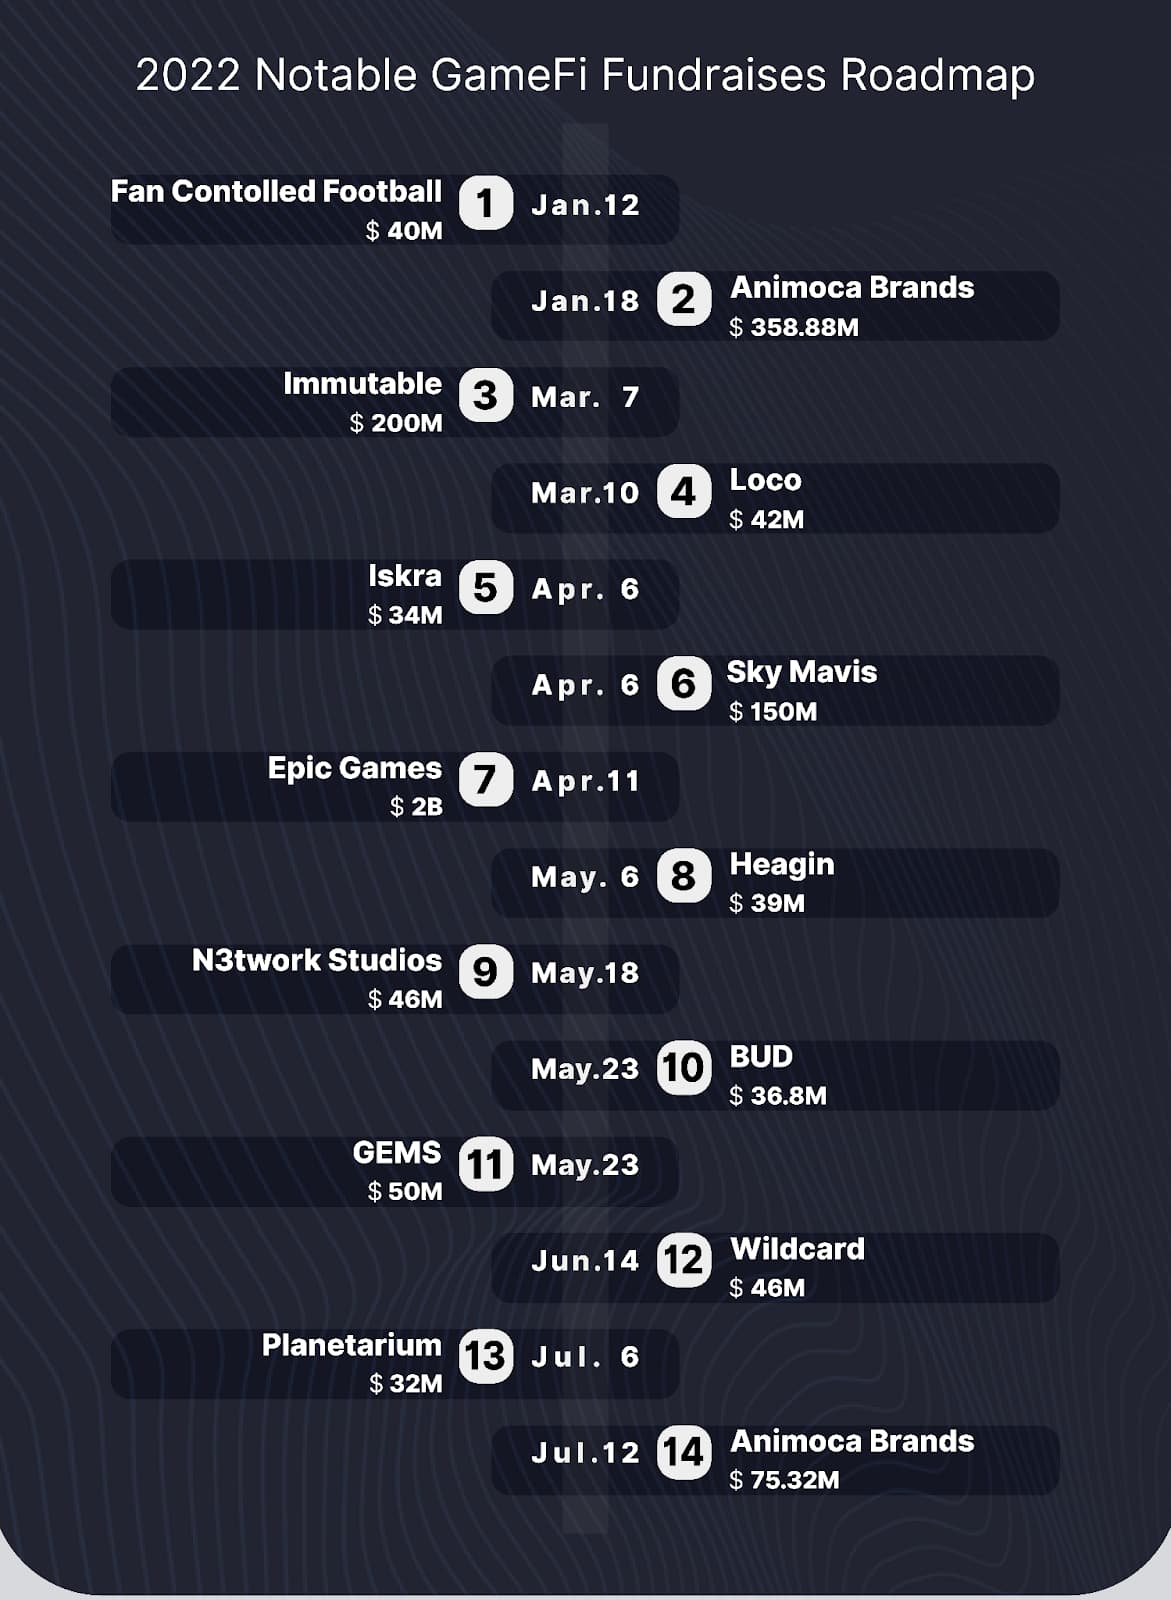 2022 Notable GameFi Fundraises Roadmap
Fan Contolled Football
$ 40M
1
Jan.12
Jan.18
2
Animoca Brands
$ 358.88M
Immutable
$ 200M
3
Mar. 7
Mar.10
4
Loco
$ 42M
Iskra
$ 34M
5
Apr. 6
Apr. 6
6
Sky Mavis
$ 150M
Epic Games
$ 2B
7
Apr.11
May. 6
8
Heagin
$ 39M
N3twork Studios
$ 46M
9
May.18
May.23
10
BUD
$ 36.8M
GEMS
$ 50M
11
May.23
Jun.14
12
Wildcard
$ 46M
Planetarium
$ 32M
13
Jul. 6
Jul.12
14
Animoca Brands
$ 75.32M